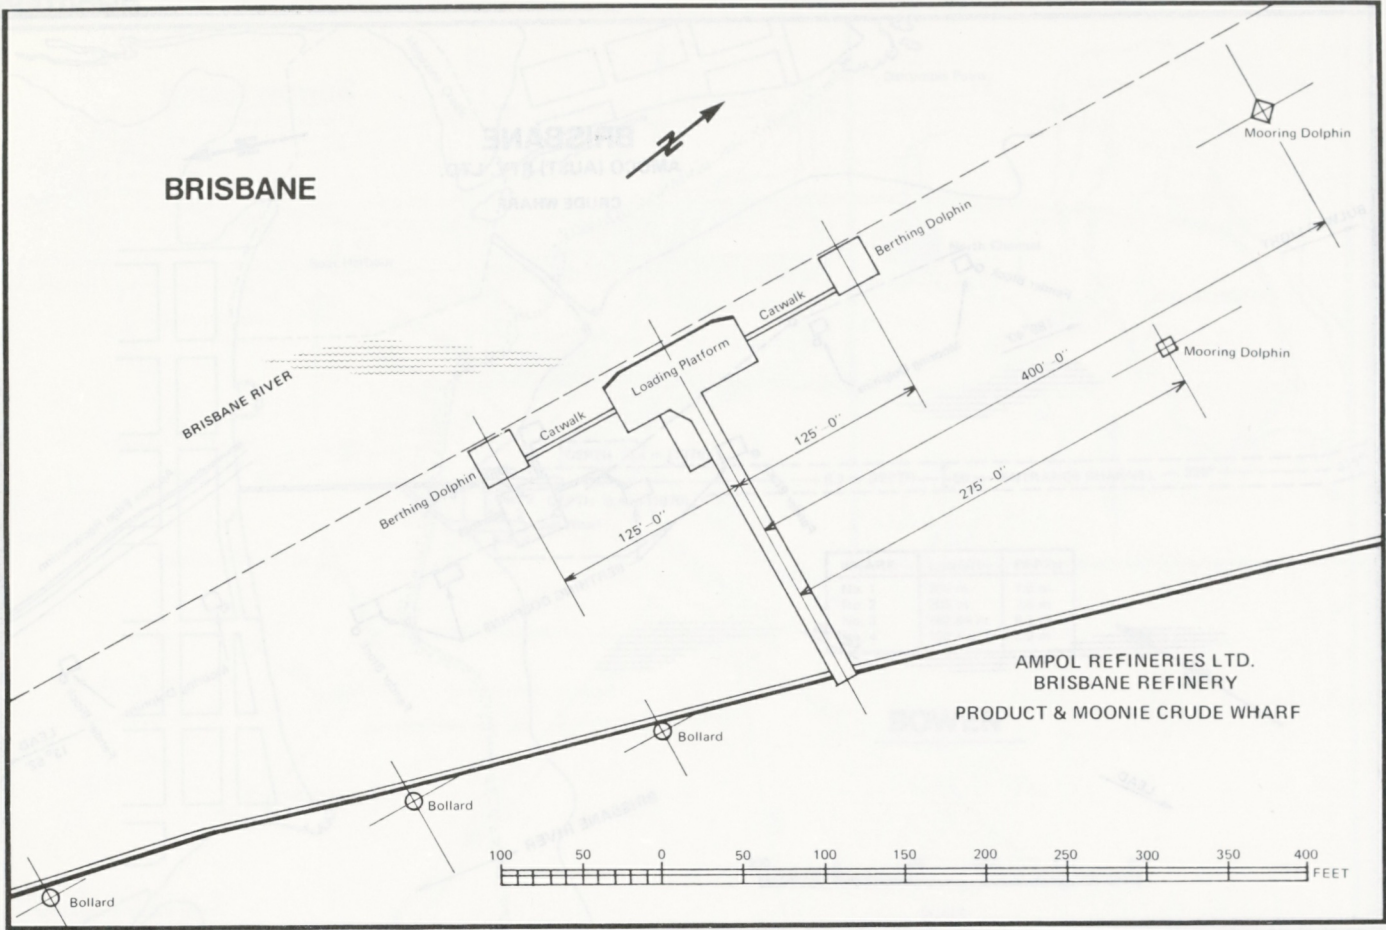 BRISBANE
N
Mooring Dolphin
Berthing Dolphin
Catwalk
Loading Platform
Mooring Dolphin
BRISBANE RIVER
400'–0"
Catwalk
125'–0"
275'–0"
Berthing Dolphin
125'–0"
AMPOL REFINERIES LTD.
BRISBANE REFINERY
PRODUCT & MOONIE CRUDE WHARF
Bollard
Bollard
Bollard
100 50 0 50 100 150 200 250 300 350 400
FEET